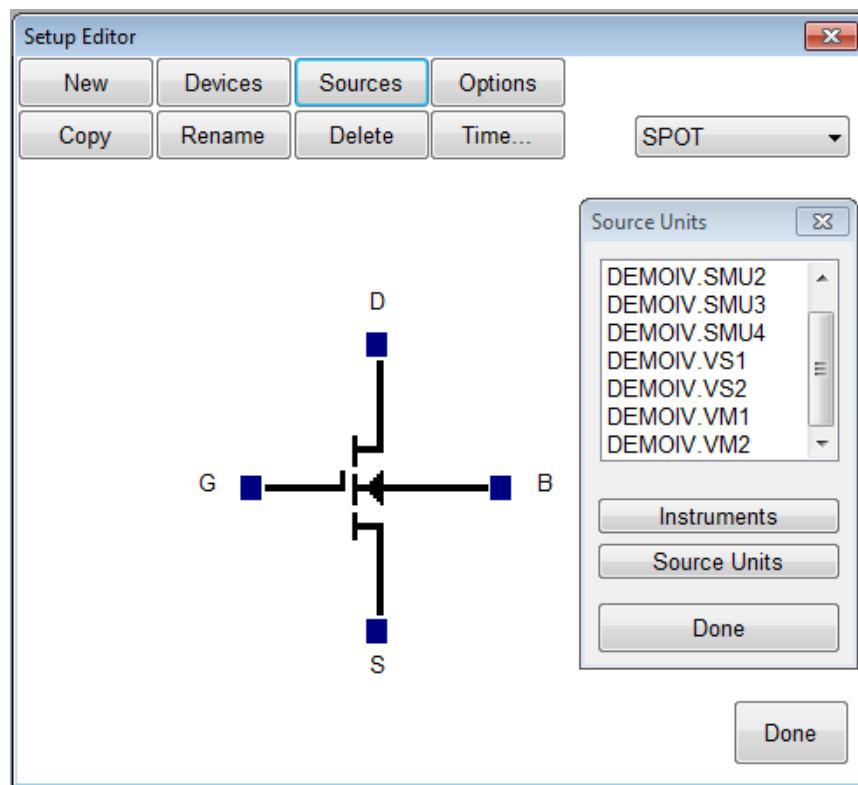 Setup Editor
New Devices Sources Options
Copy Rename Delete Time... SPOT
Source Units
DEMOIV.SMU2
DEMOIV.SMU3
DEMOIV.SMU4
DEMOIV.VS1
DEMOIV.VS2
DEMOIV.VM1
DEMOIV.VM2
Instruments
Source Units
Done
D
G
B
S
Done